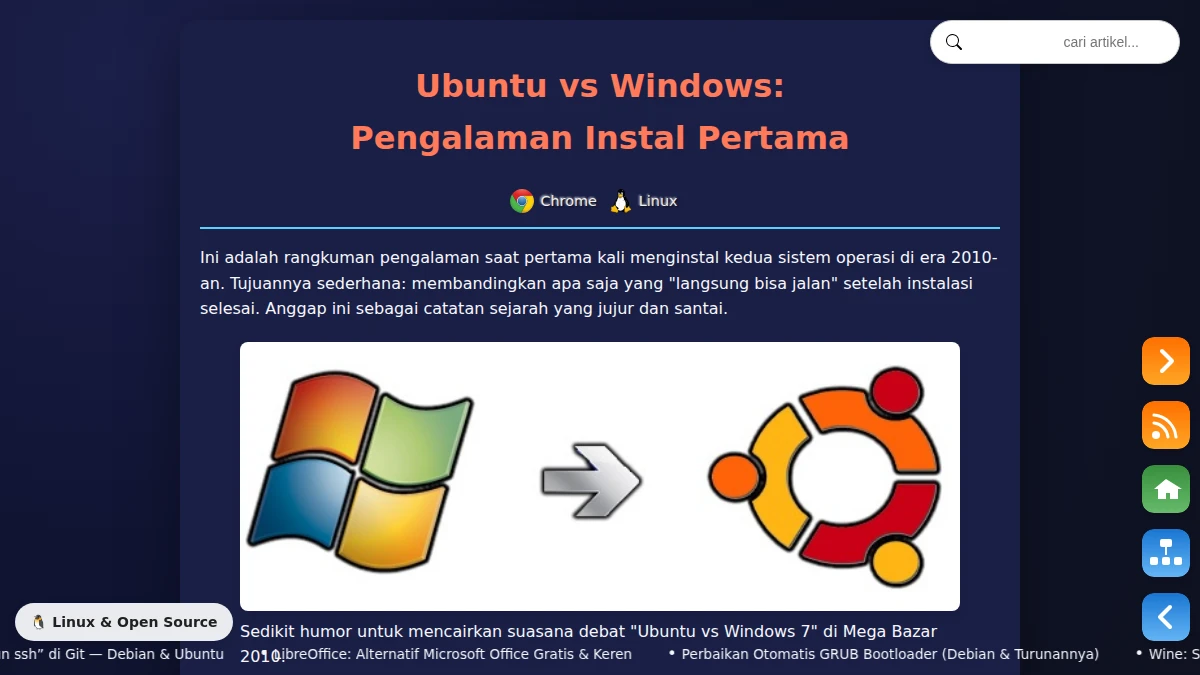 cari artikel...
Ubuntu vs Windows:
Pengalaman Instal Pertama
Chrome Linux
Ini adalah rangkuman pengalaman saat pertama kali menginstal kedua sistem operasi di era 2010-
an. Tujuannya sederhana: membandingkan apa saja yang "langsung bisa jalan" setelah instalasi
selesai. Anggap ini sebagai catatan sejarah yang jujur dan santai.
Linux & Open Source
Sedikit humor untuk mencairkan suasana debat "Ubuntu vs Windows 7" di Mega Bazar
2010.
n ssh” di Git — Debian & Ubuntu • LibreOffice: Alternatif Microsoft Office Gratis & Keren • Perbaikan Otomatis GRUB Bootloader (Debian & Turunannya) • Wine: S